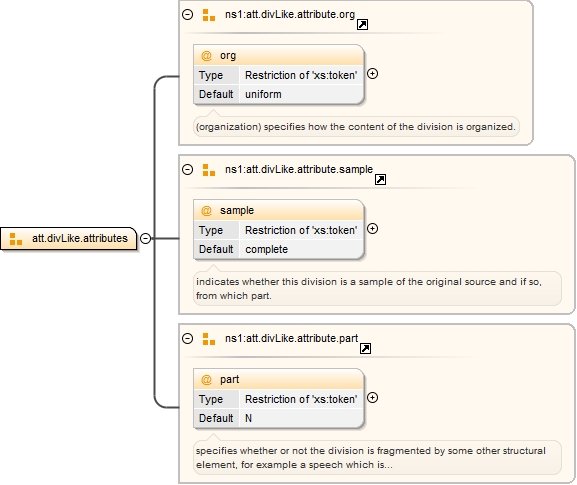 ns1:att.divLike.attribute.org
@ org
Type Restriction of 'xs:token'
Default uniform
(organization) specifies how the content of the division is organized.
ns1:att.divLike.attribute.sample
@ sample
Type Restriction of 'xs:token'
Default complete
indicates whether this division is a sample of the original source and if so,
from which part.
att.divLike.attributes
ns1:att.divLike.attribute.part
@ part
Type Restriction of 'xs:token'
Default N
specifies whether or not the division is fragmented by some other structural
element, for example a speech which is...